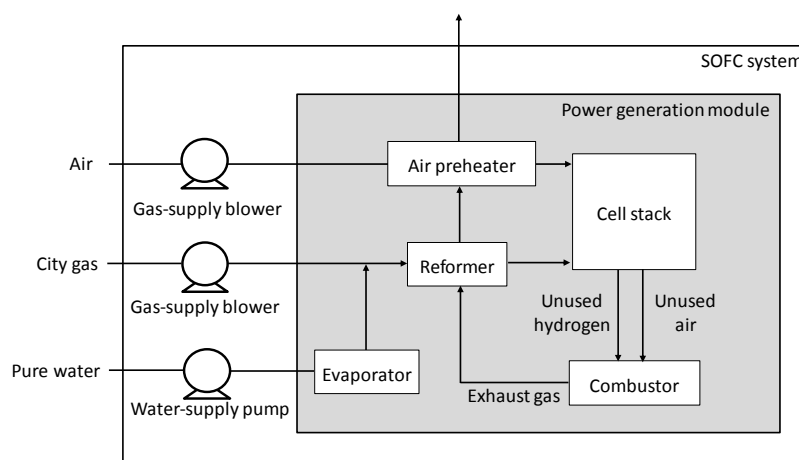 SOFC system
Power generation module
Air
Air preheater
Gas-supply blower
Cell stack
City gas
Reformer
Gas-supply blower
Unused
hydrogen
Unused
air
Pure water
Evaporator
Combustor
Exhaust gas
Water-supply pump